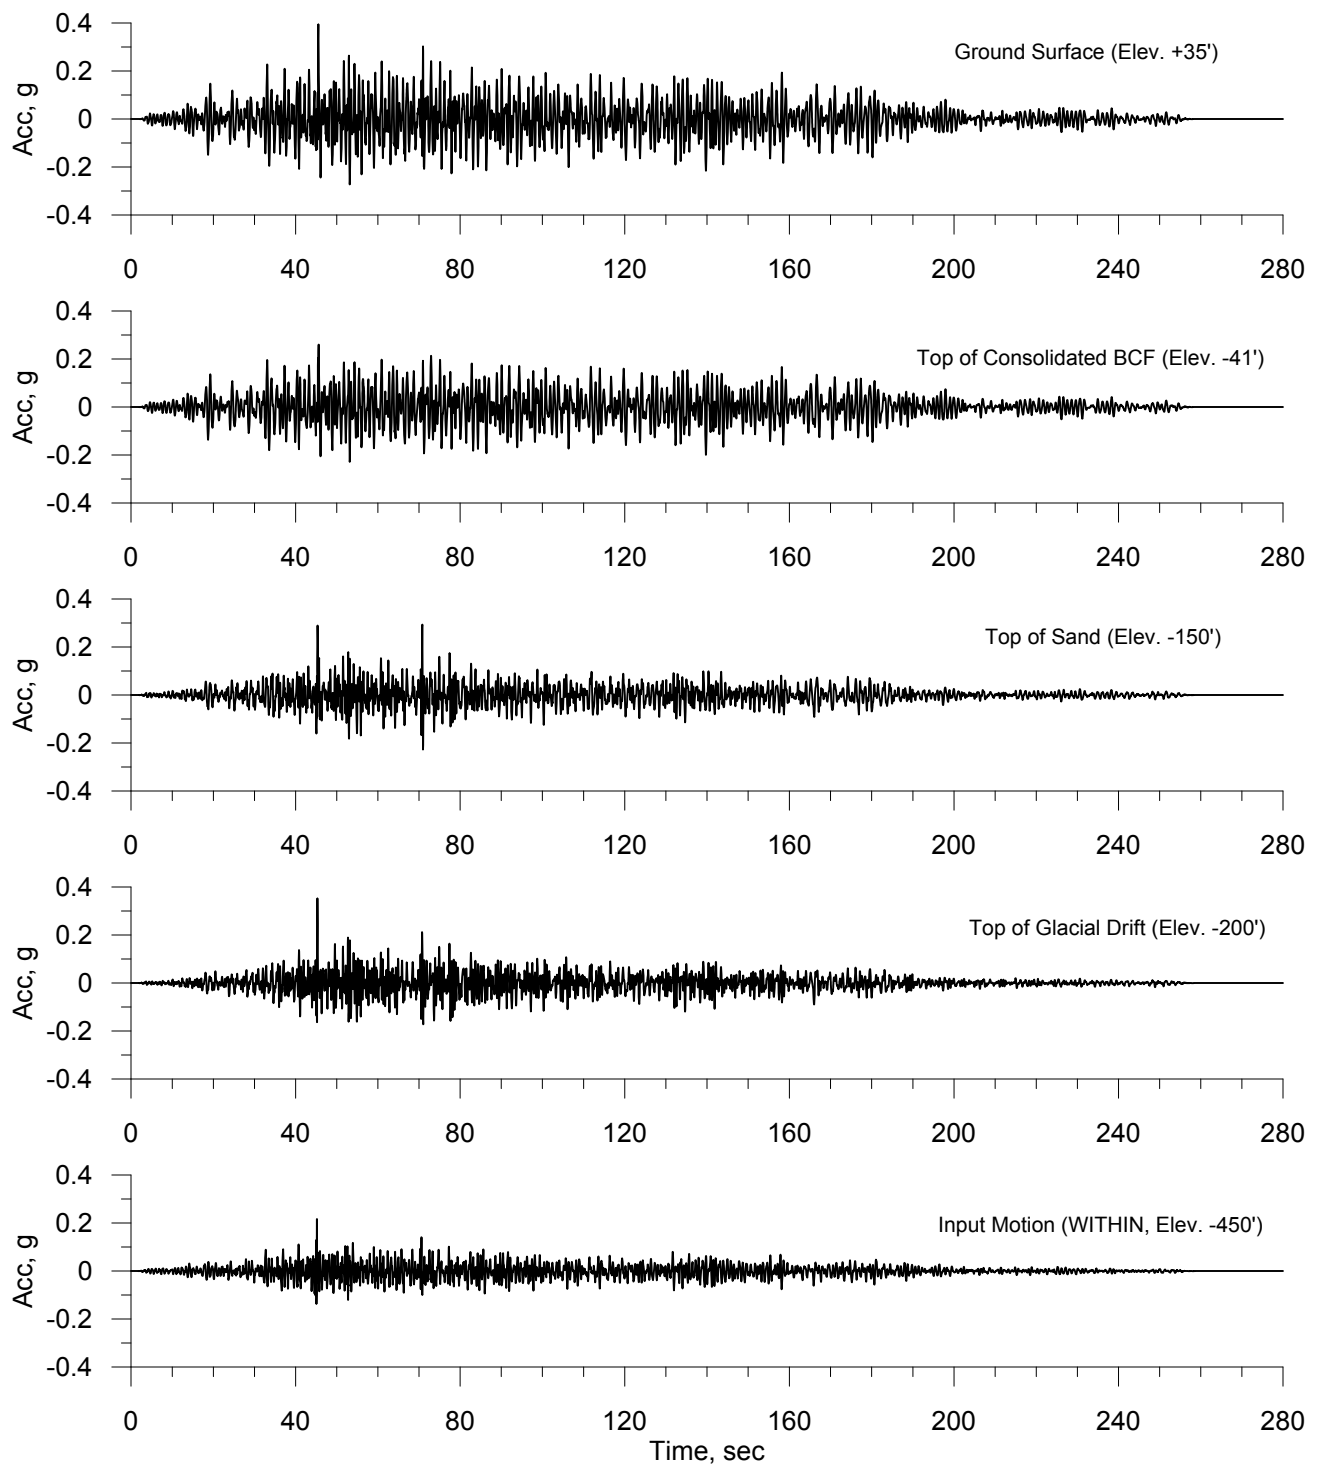 0.4
Ground Surface (Elev. +35')
0.2
0
-0.2
-0.4
Acc, g
0 40 80 120 160 200 240 280
0.4
Top of Consolidated BCF (Elev. -41')
0.2
0
-0.2
-0.4
Acc, g
0 40 80 120 160 200 240 280
0.4
Top of Sand (Elev. -150')
0.2
0
-0.2
-0.4
Acc, g
0 40 80 120 160 200 240 280
0.4
Top of Glacial Drift (Elev. -200')
0.2
0
-0.2
-0.4
Acc, g
0 40 80 120 160 200 240 280
0.4
Input Motion (WITHIN, Elev. -450')
0.2
0
-0.2
-0.4
Acc, g
0 40 80 120 160 200 240 280
Time, sec